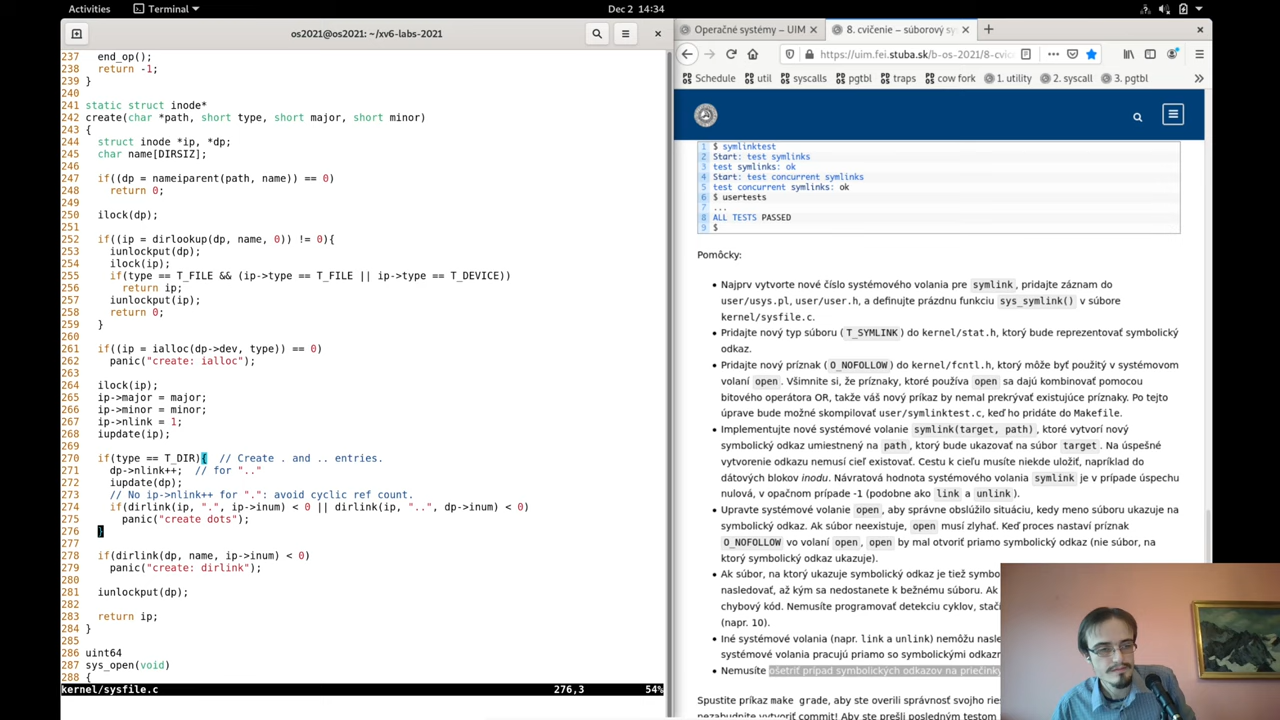 Activities
Terminal
Dec 2 14:34
os2021@os2021: ~/xv6-labs-2021
237 end_op();
238 return -1;
239 }
240
241 static struct inode*
242 create(char *path, short type, short major, short minor)
243 {
244 struct inode *ip, *dp;
245 char name[DIRSIZ];
246
247 if((dp = nameiparent(path, name)) == 0)
248 return 0;
249
250 ilock(dp);
251
252 if((ip = dirlookup(dp, name, 0)) != 0){
253 iunlockput(dp);
254 ilock(ip);
255 if(type == T_FILE && (ip->type == T_FILE || ip->type == T_DEVICE))
256 return ip;
257 iunlockput(ip);
258 return 0;
259 }
260
261 if((ip = ialloc(dp->dev, type)) == 0)
262 panic("create: ialloc");
263
264 ilock(ip);
265 ip->major = major;
266 ip->minor = minor;
267 ip->nlink = 1;
268 iupdate(ip);
269
270 if(type == T_DIR){ // Create . and .. entries.
271 dp->nlink++; // for ".."
272 iupdate(dp);
273 // No ip->nlink++ for ".": avoid cyclic ref count.
274 if(dirlink(ip, ".", ip->inum) < 0 || dirlink(ip, "..", dp->inum) < 0)
275 panic("create dots");
276 }
277
278 if(dirlink(dp, name, ip->inum) < 0)
279 panic("create: dirlink");
280
281 iunlockput(dp);
282
283 return ip;
284 }
285
286 uint64
287 sys_open(void)
288 {
kernel/sysfile.c 276,3 54%
Operačné systémy – UIM
8. cvičenie – súborový sy
https://uim.fei.stuba.sk/b-os-2021/8-cvič
Schedule util syscalls pgtbl traps cow fork 1. utility 2. syscall 3. pgtbl
1 $ symlinktest
2 Start: test symlinks
3 test symlinks: ok
4 Start: test concurrent symlinks
5 test concurrent symlinks: ok
6 $ usertests
7 ...
8 ALL TESTS PASSED
9 $
Pomôcky:
Najprv vytvorte nové číslo systémového volania pre symlink, pridajte záznam do
user/usys.pl, user/user.h, a definujte prázdnu funkciu sys_symlink() v súbore
kernel/sysfile.c.
Pridajte nový typ súboru (T_SYMLINK) do kernel/stat.h, ktorý bude reprezentovať symbolický
odkaz.
Pridajte nový príznak (O_NOFOLLOW) do kernel/fcntl.h, ktorý môže byť použitý v systémovom
volaní open. Všimnite si, že príznaky, ktoré používa open sa dajú kombinovať pomocou
bitového operátora OR, takže váš nový príkaz by nemal prekrývať existujúce príznaky. Po tejto
úprave bude možné skompilovať user/symlinktest.c, keď ho pridáte do Makefile.
Implementujte nové systémové volanie symlink(target, path), ktoré vytvorí nový
symbolický odkaz umiestnený na path, ktorý bude ukazovať na súbor target. Na úspešné
vytvorenie odkazu nemusí cieľ existovať. Cestu k cieľu musíte niekde uložiť, napríklad do
dátových blokov inodu. Návratová hodnota systémového volania symlink je v prípade úspechu
nulová, v opačnom prípade -1 (podobne ako link a unlink).
Upravte systémové volanie open, aby správne obslúžilo situáciu, kedy meno súboru ukazuje na
symbolický odkaz. Ak súbor neexistuje, open musí zlyhať. Keď proces nastaví príznak
O_NOFOLLOW vo volaní open, open by mal otvoriť priamo symbolický odkaz (nie súbor, na
ktorý symbolický odkaz ukazuje).
Ak súbor, na ktorý ukazuje symbolický odkaz je tiež sym
nasledovať, až kým sa nedostanete k bežnému súboru. Ak
chybový kód. Nemusíte programovať detekciu cyklov, stač
(napr. 10).
Iné systémové volania (napr. link a unlink) nemôžu nasle
systémové volania pracujú priamo so symbolickými odkazm
Nemusíte ošetriť prípad symbolických odkazov na priečinky
Spustite príkaz make grade, aby ste overili správnosť svojho rieš
nezabudnite vytvoriť commit! Aby ste prešli posledným testom